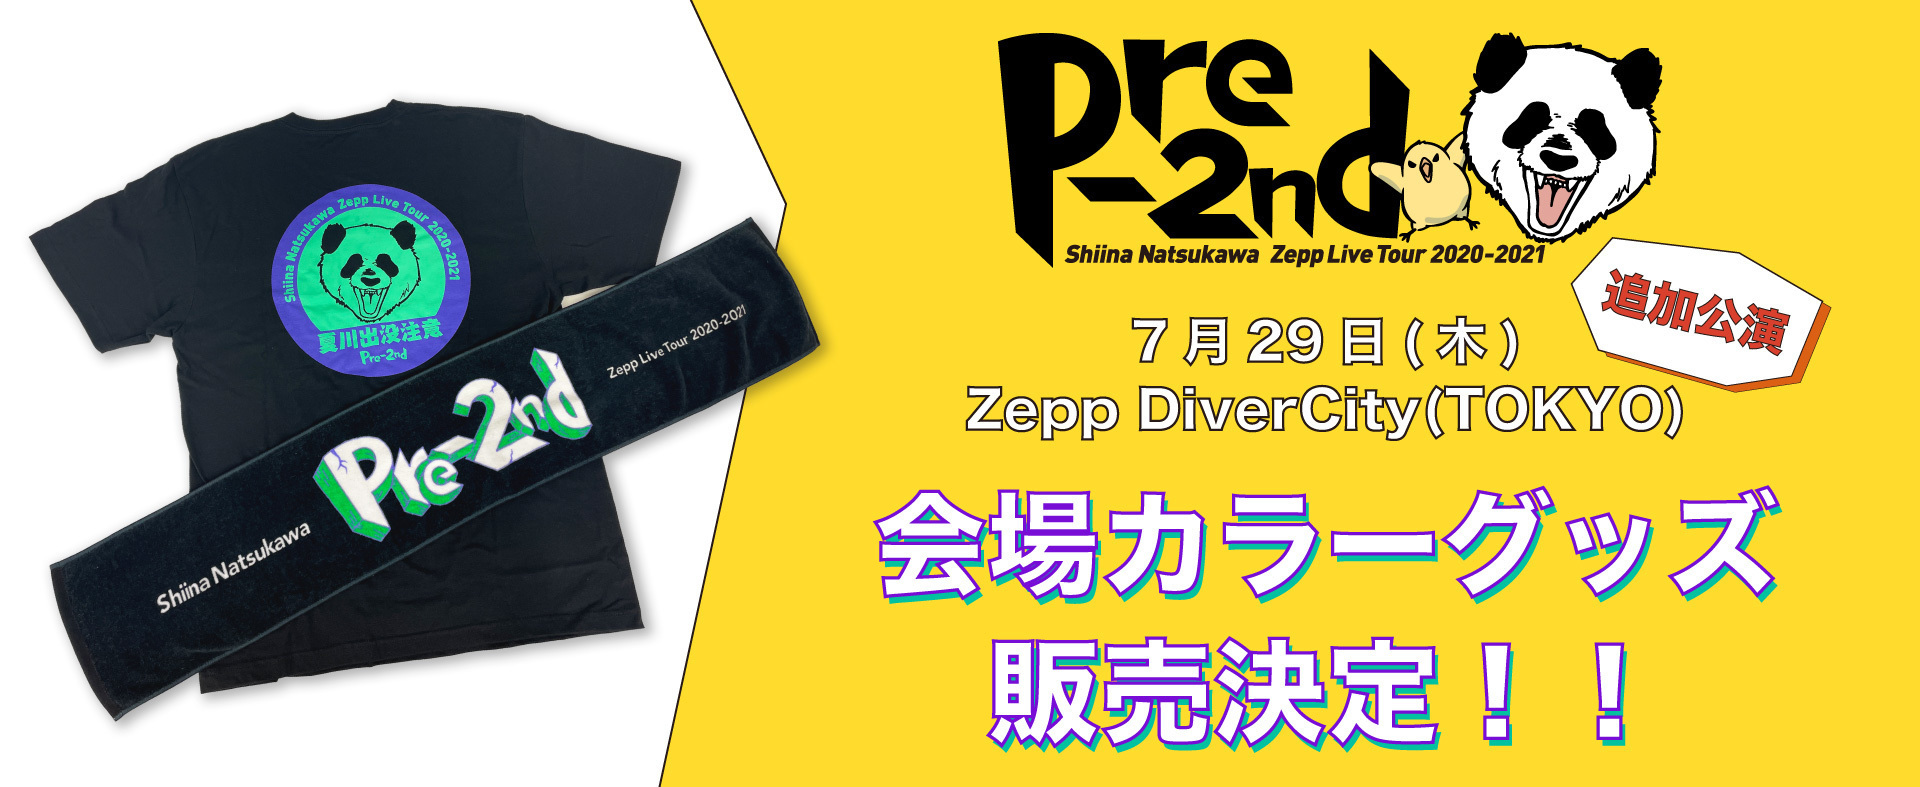 Shiina Natsukawa Zepp Live Tour 2020-2021
夏川出没注意
Pre-2nd
Shiina Natsukawa
Pre-2nd
Zepp Live Tour 2020-2021
Pre
-2nd
Shiina Natsukawa Zepp Live Tour 2020-2021
追加公演
7月29日(木)
Zepp DiverCity(TOKYO)
会場カラーグッズ
販売決定！！